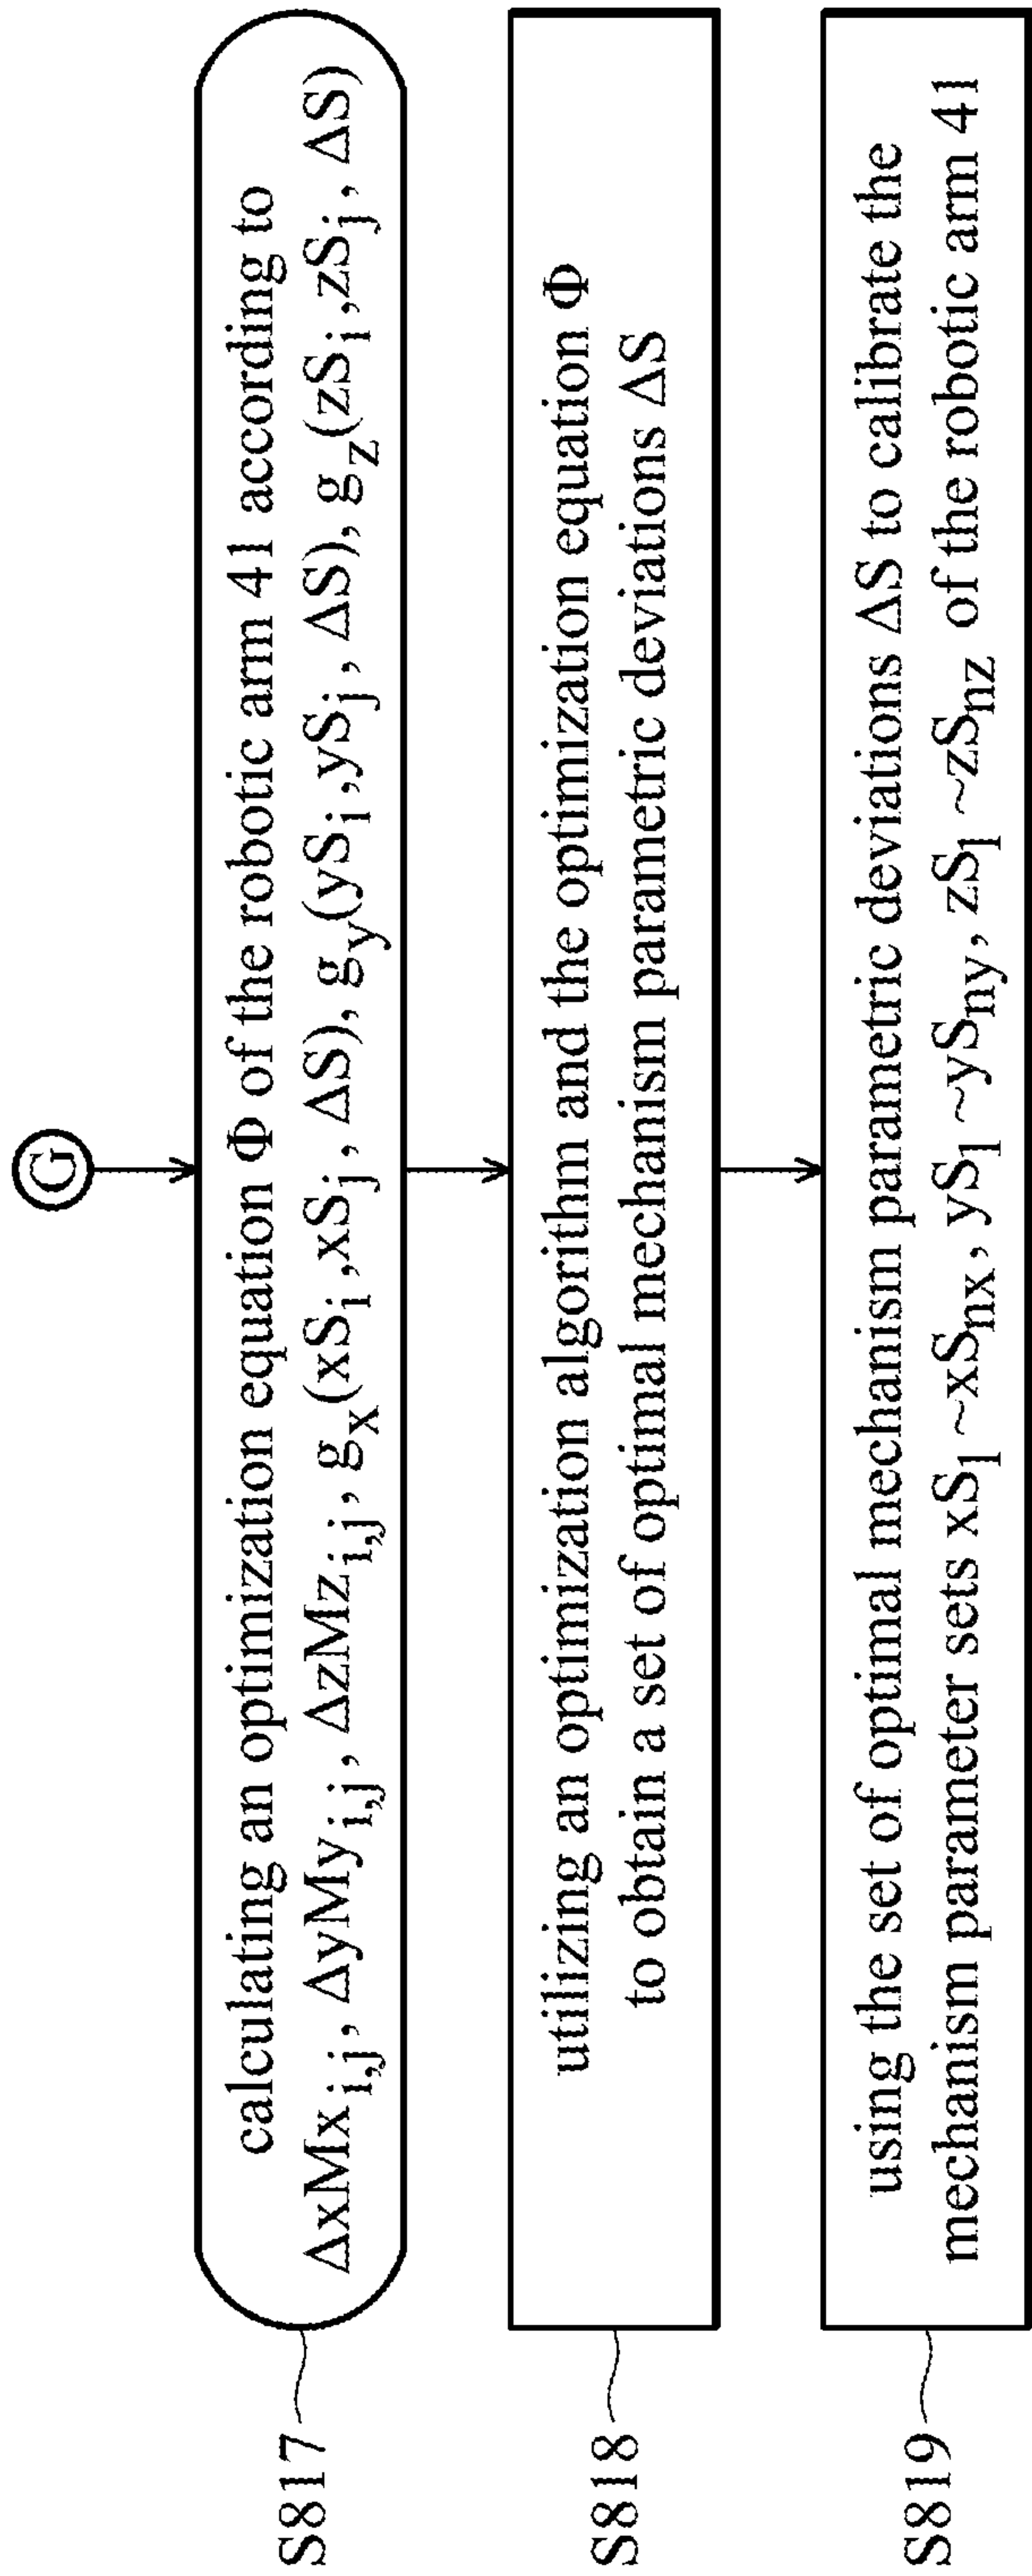 G
S817
calculating an optimization equation Φ of the robotic arm 41 according to
ΔxMx i,j, ΔyMy i,j, ΔzMz i,j, gx(xSi,xSj, ΔS), gy(ySi,ySj, ΔS), gz(zSi,zSj, ΔS)
S818
utilizing an optimization algorithm and the optimization equation Φ
to obtain a set of optimal mechanism parametric deviations ΔS
S819
using the set of optimal mechanism parametric deviations ΔS to calibrate the
mechanism parameter sets xS1 ~xSnx, yS1 ~ySny, zS1 ~zSnz of the robotic arm 41